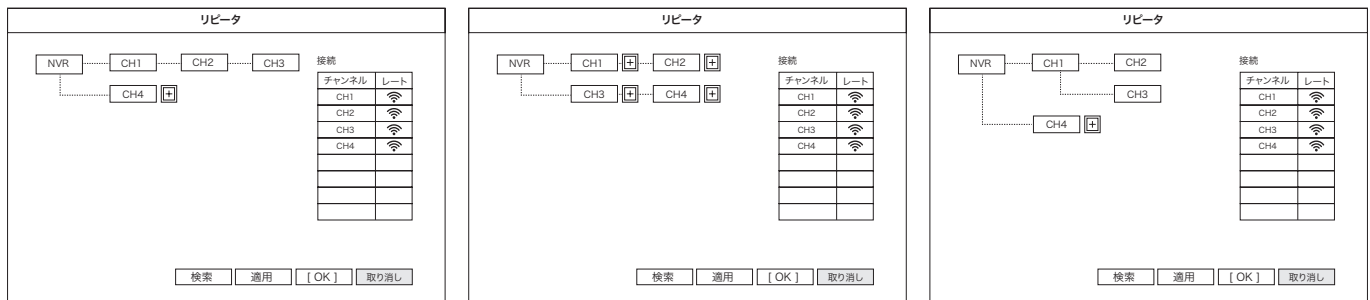 リピータ
NVR CH1 CH2 CH3
CH4 +
接続
チャンネル レート
CH1
CH2
CH3
CH4
検索 適用 [ OK ] 取り消し
リピータ
NVR CH1 + CH2 +
CH3 + CH4 +
接続
チャンネル レート
CH1
CH2
CH3
CH4
検索 適用 [ OK ] 取り消し
リピータ
NVR CH1 CH2
CH3
CH4 +
接続
チャンネル レート
CH1
CH2
CH3
CH4
検索 適用 [ OK ] 取り消し